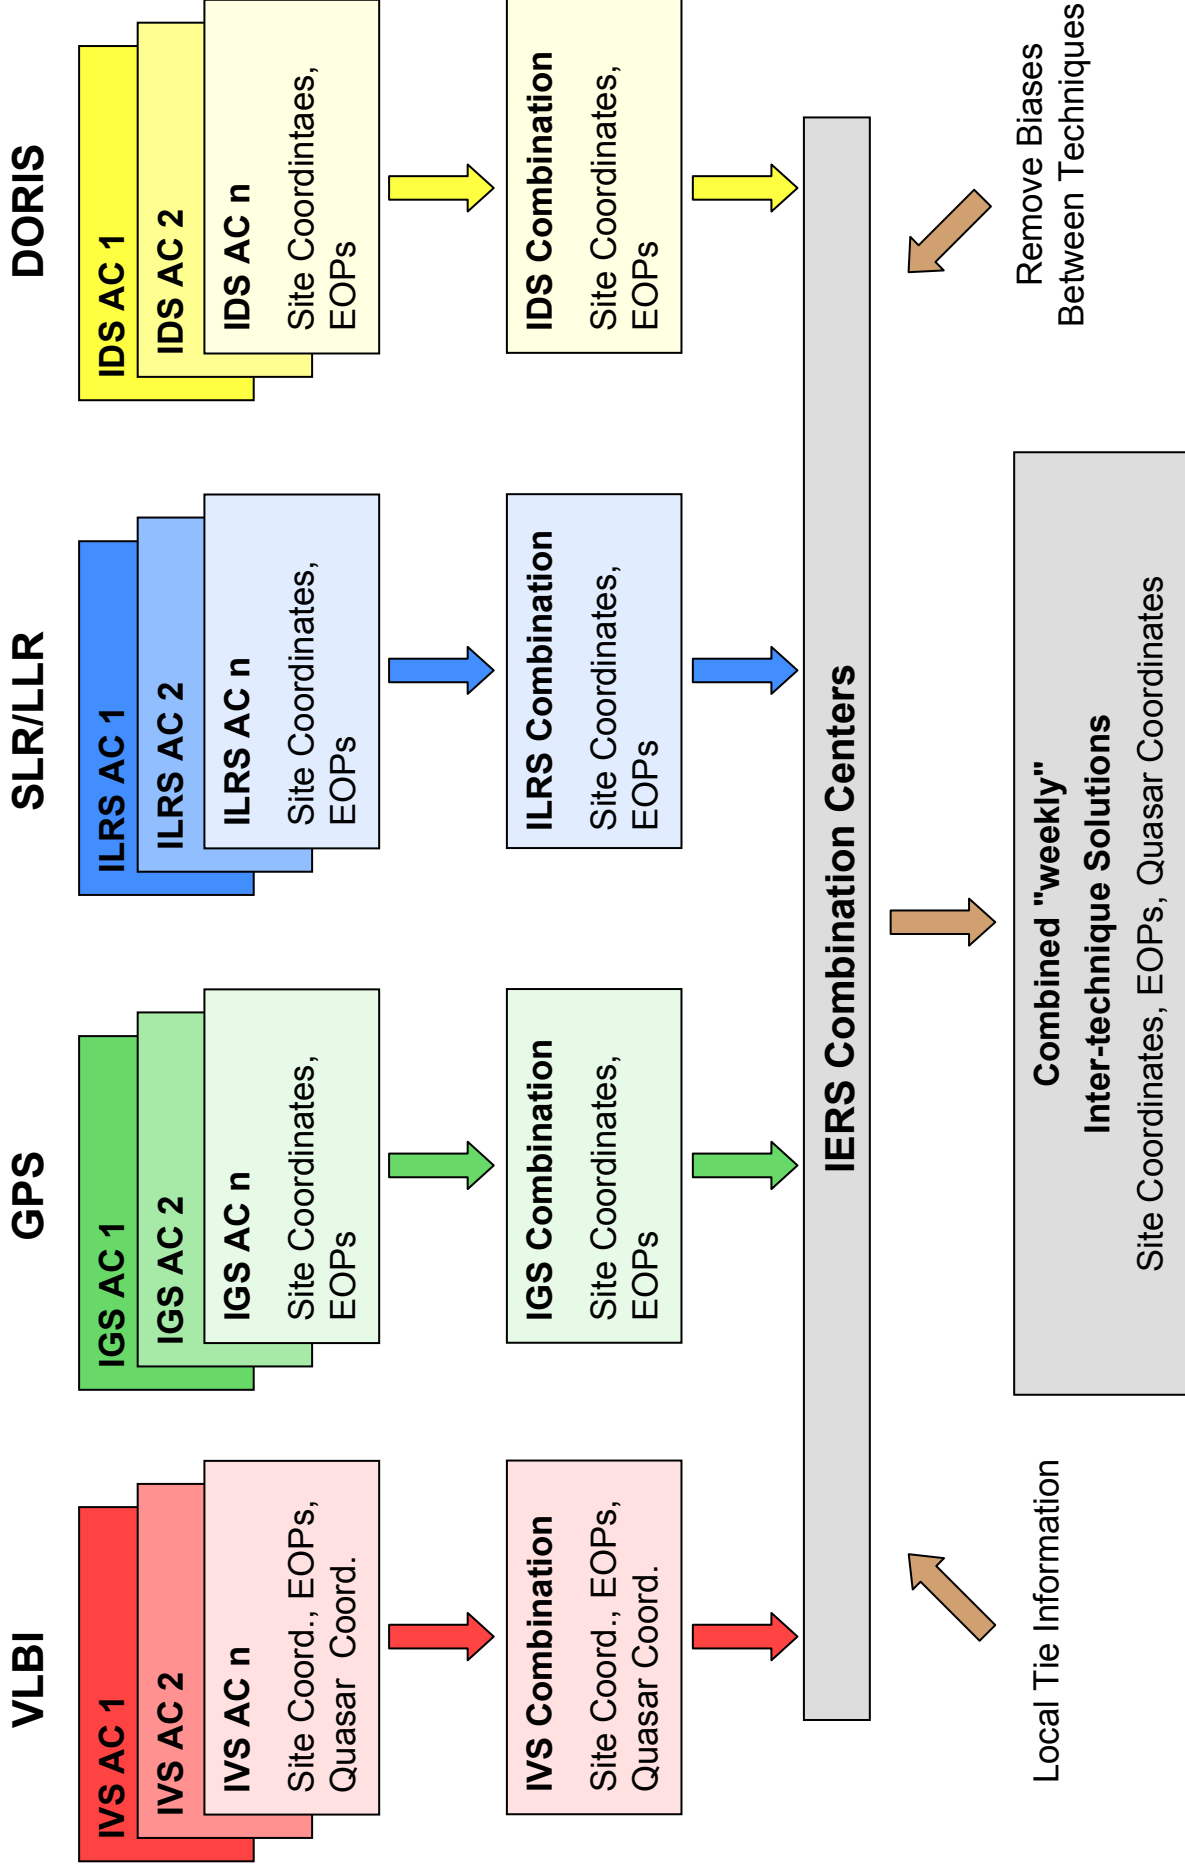 VLBI
IVS AC 1
IVS AC 2
IVS AC n
Site Coord., EOPs,
Quasar Coord.
IVS Combination
Site Coord., EOPs,
Quasar Coord.
GPS
IGS AC 1
IGS AC 2
IGS AC n
Site Coordinates,
EOPs
IGS Combination
Site Coordinates,
EOPs
SLR/LLR
ILRS AC 1
ILRS AC 2
ILRS AC n
Site Coordinates,
EOPs
ILRS Combination
Site Coordinates,
EOPs
DORIS
IDS AC 1
IDS AC 2
IDS AC n
Site Coordintaes,
EOPs
IDS Combination
Site Coordinates,
EOPs
IERS Combination Centers
Local Tie Information
Combined "weekly"
Inter-technique Solutions
Site Coordinates, EOPs, Quasar Coordinates
Remove Biases
Between Techniques